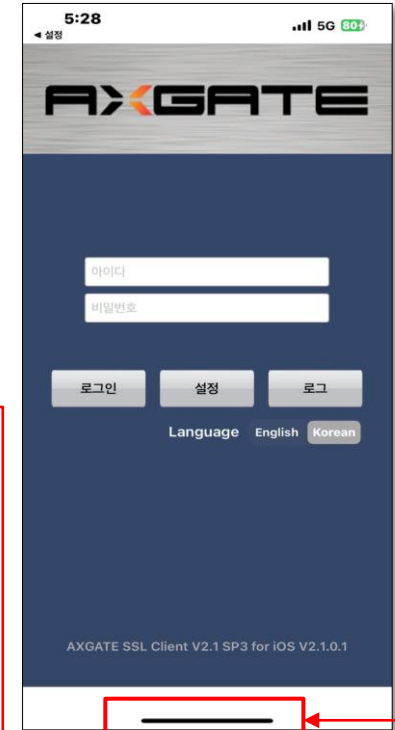 5:28
5G 80
◀ 설정
AXGATE
아이디
비밀번호
로그인 설정 로그
Language English Korean
AXGATE SSL Client V2.1 SP3 for iOS V2.1.0.1